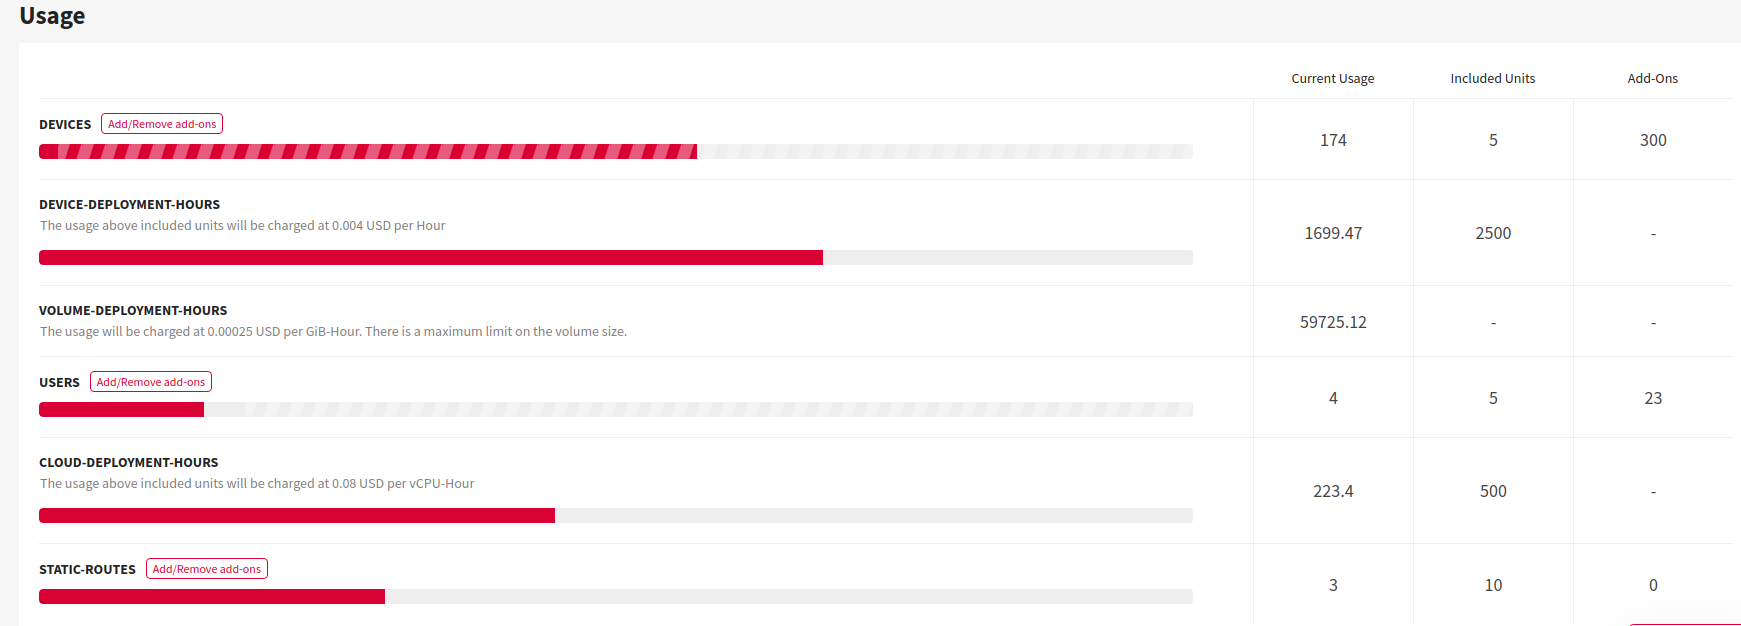 Usage
Current Usage Included Units Add-Ons
DEVICES Add/Remove add-ons
174 5 300
DEVICE-DEPLOYMENT-HOURS
The usage above included units will be charged at 0.004 USD per Hour
1699.47 2500 -
VOLUME-DEPLOYMENT-HOURS
The usage will be charged at 0.00025 USD per GiB-Hour. There is a maximum limit on the volume size.
59725.12 - -
USERS Add/Remove add-ons
4 5 23
CLOUD-DEPLOYMENT-HOURS
The usage above included units will be charged at 0.08 USD per vCPU-Hour
223.4 500 -
STATIC-ROUTES Add/Remove add-ons
3 10 0